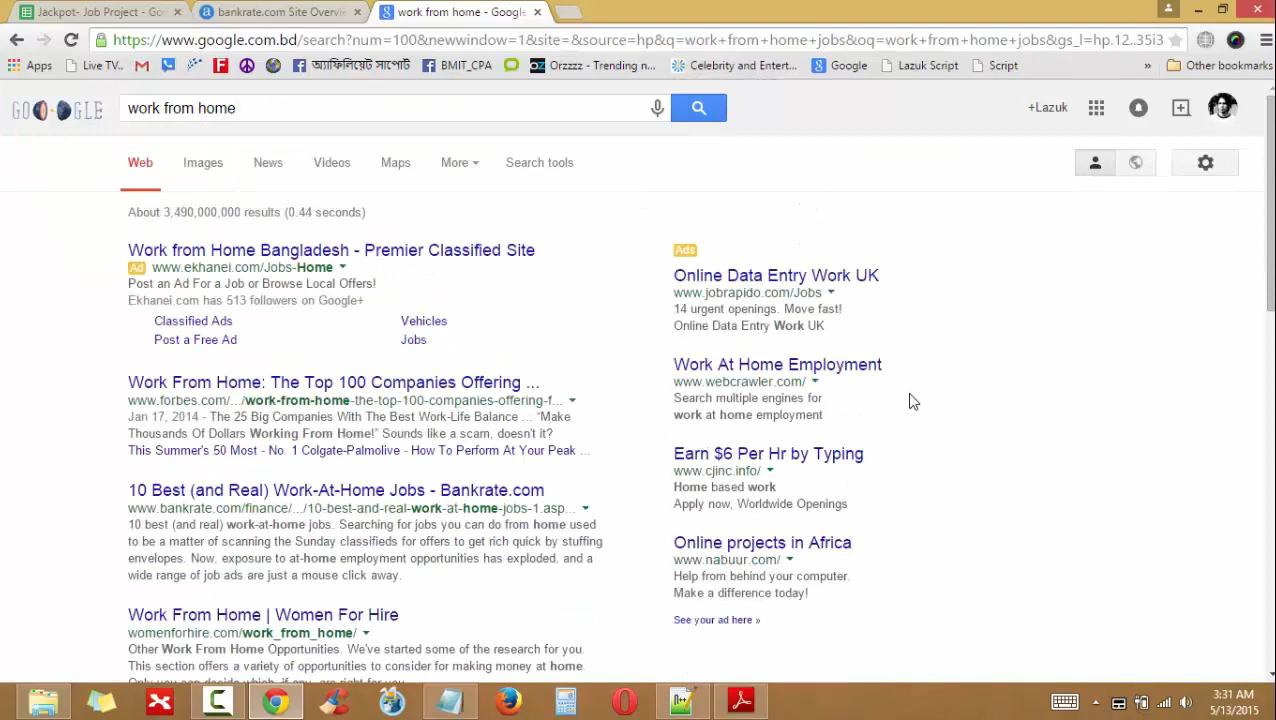 Jackpot- Job Project - Goo
bankrate.com Site Overvie
work from home - Google
https://www.google.com.bd/search?num=100&newwindow=1&site=&source=hp&q=work+from+home+jobs&oq=work+from+home+jobs&gs_l=hp.12..35i3
Apps
Live TV..
অ্যাফিলিয়েট সাপোর্ট
BMIT_CPA
Orzzzz - Trending n...
Celebrity and Entert...
Google
Lazuk Script
Script
»
Other bookmarks
GOOGLE
work from home
+Lazuk
Web
Images
News
Videos
Maps
More
Search tools
About 3,490,000,000 results (0.44 seconds)
Work from Home Bangladesh - Premier Classified Site
Ad www.ekhanei.com/Jobs-Home
Post an Ad For a Job or Browse Local Offers!
Ekhanei.com has 513 followers on Google+
Classified Ads
Vehicles
Post a Free Ad
Jobs
Work From Home: The Top 100 Companies Offering ...
www.forbes.com/.../work-from-home-the-top-100-companies-offering-f...
Jan 17, 2014 - The 25 Big Companies With The Best Work-Life Balance ... “Make
Thousands Of Dollars Working From Home!” Sounds like a scam, doesn't it?
This Summer's 50 Most - No. 1 Colgate-Palmolive - How To Perform At Your Peak ...
10 Best (and Real) Work-At-Home Jobs - Bankrate.com
www.bankrate.com/finance/.../10-best-and-real-work-at-home-jobs-1.asp...
10 best (and real) work-at-home jobs. Searching for jobs you can do from home used
to be a matter of scanning the Sunday classifieds for offers to get rich quick by stuffing
envelopes. Now, exposure to at-home employment opportunities has exploded, and a
wide range of job ads are just a mouse click away.
Work From Home | Women For Hire
womenforhire.com/work_from_home/
Other Work From Home Opportunities. We've started some of the research for you.
This section offers a variety of opportunities to consider for making money at home.
Only you can decide which, if any, are right for you
Ads
Online Data Entry Work UK
www.jobrapido.com/Jobs
14 urgent openings. Move fast!
Online Data Entry Work UK
Work At Home Employment
www.webcrawler.com/
Search multiple engines for
work at home employment
Earn $6 Per Hr by Typing
www.cjinc.info/
Home based work
Apply now, Worldwide Openings
Online projects in Africa
www.nabuur.com/
Help from behind your computer.
Make a difference today!
See your ad here »
3:31 AM
5/13/2015